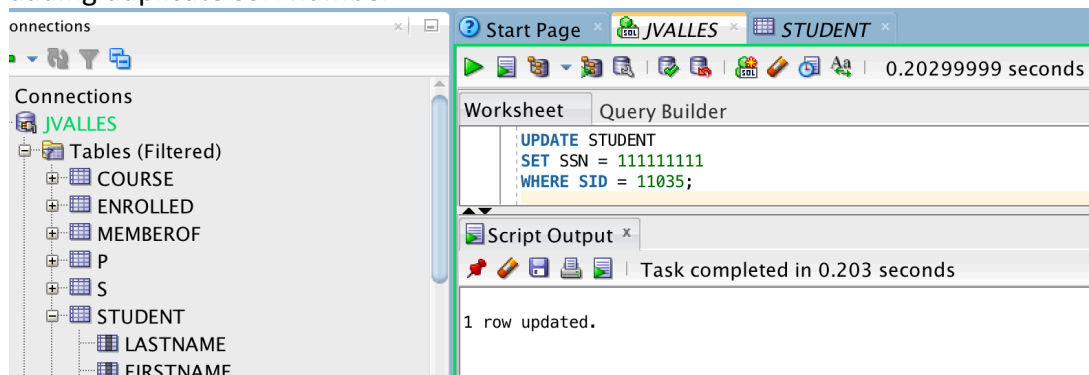 onnections
Connections
JVALLES
Tables (Filtered)
COURSE
ENROLLED
MEMBEROF
P
S
STUDENT
LASTNAME
FIRSTNAME
Start Page
JVALLES
STUDENT
0.20299999 seconds
Worksheet
Query Builder
UPDATE STUDENT
SET SSN = 111111111
WHERE SID = 11035;
Script Output
Task completed in 0.203 seconds
1 row updated.